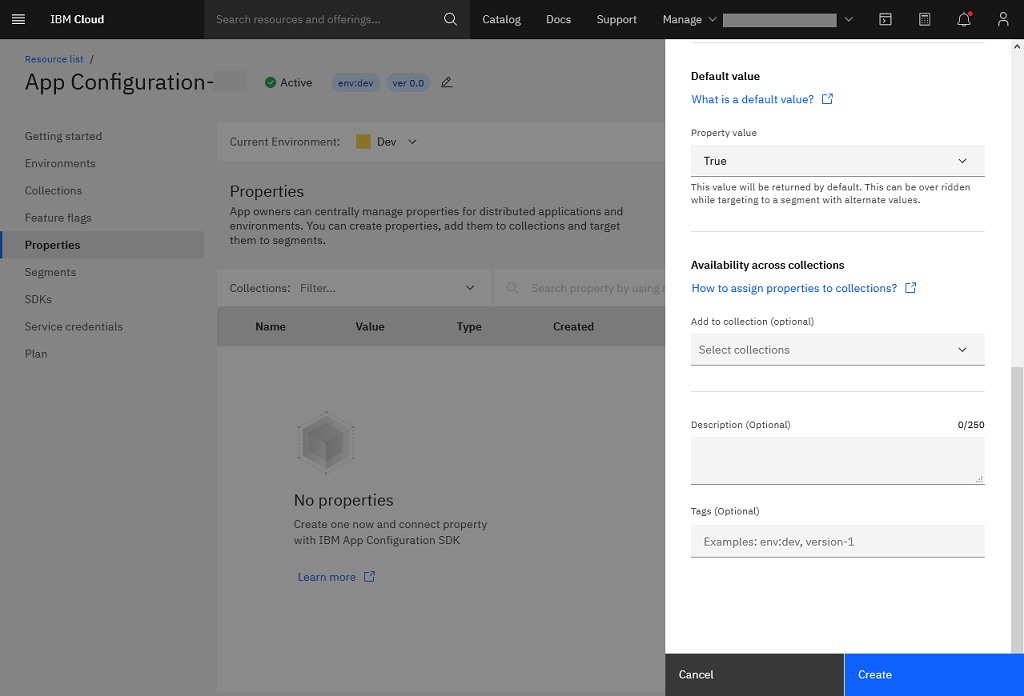 IBM Cloud
Search resources and offerings...
Catalog
Docs
Support
Manage
Resource list /
App Configuration-
Active
env:dev
ver 0.0
Getting started
Environments
Collections
Feature flags
Properties
Segments
SDKs
Service credentials
Plan
Current Environment:
Dev
Properties
App owners can centrally manage properties for distributed applications and
environments. You can create properties, add them to collections and target
them to segments.
Collections: Filter...
Search property by using
Name
Value
Type
Created
No properties
Create one now and connect property
with IBM App Configuration SDK
Learn more
Default value
What is a default value?
Property value
True
This value will be returned by default. This can be over ridden
while targeting to a segment with alternate values.
Availability across collections
How to assign properties to collections?
Add to collection (optional)
Select collections
Description (Optional)
0/250
Tags (Optional)
Examples: env:dev, version-1
Cancel
Create